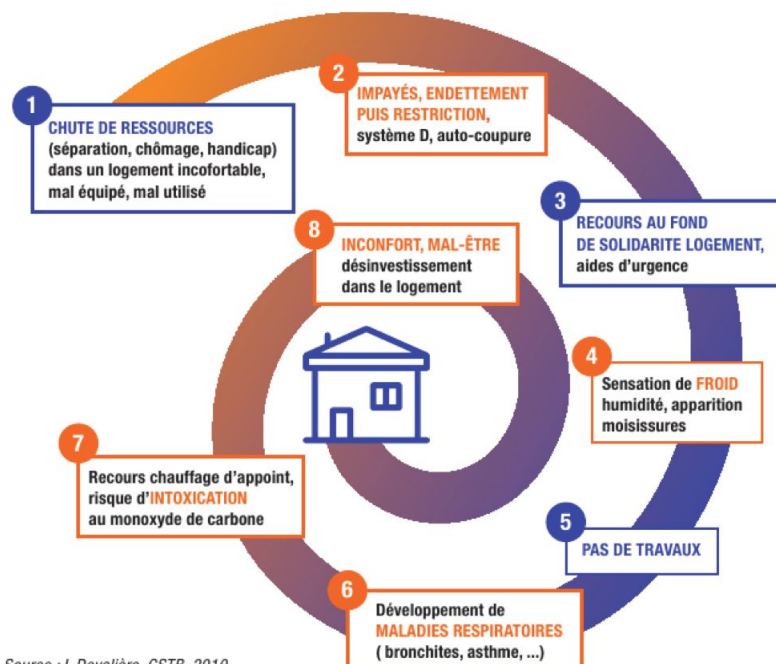 1
CHUTE DE RESSOURCES
(séparation, chômage, handicap)
dans un logement incofortable,
mal équipé, mal utilisé
2
IMPAYÉS, ENDETTEMENT
PUIS RESTRICTION,
système D, auto-coupure
3
RECOURS AU FOND
DE SOLIDARITE LOGEMENT,
aides d'urgence
4
Sensation de FROID
humidité, apparition
moisissures
5
PAS DE TRAVAUX
6
Développement de
MALADIES RESPIRATOIRES
( bronchites, asthme, ...)
7
Recours chauffage d'appoint,
risque d'INTOXICATION
au monoxyde de carbone
8
INCONFORT, MAL-ÊTRE
désinvestissement
dans le logement